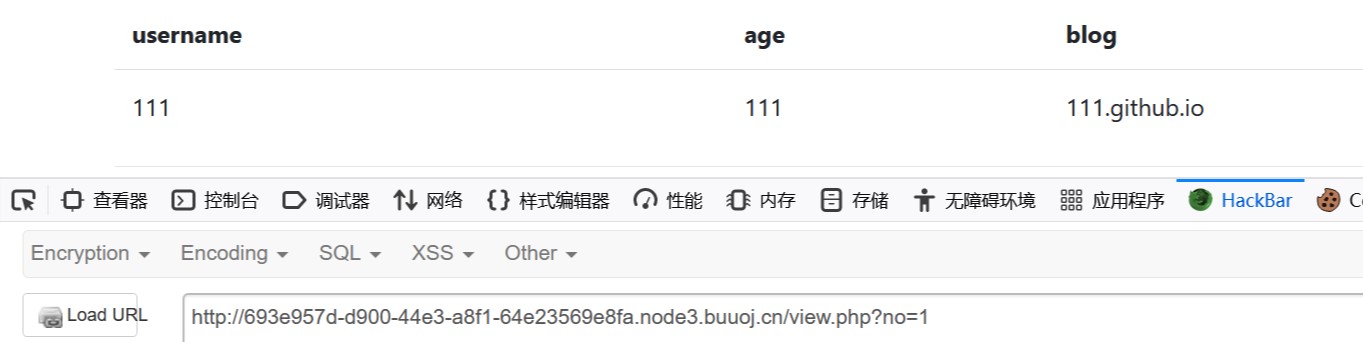 username age blog
111 111 111.github.io
查看器 控制台 调试器 网络 样式编辑器 性能 内存 存储 无障碍环境 应用程序 HackBar
Encryption Encoding SQL XSS Other
Load URL http://693e957d-d900-44e3-a8f1-64e23569e8fa.node3.buuoj.cn/view.php?no=1